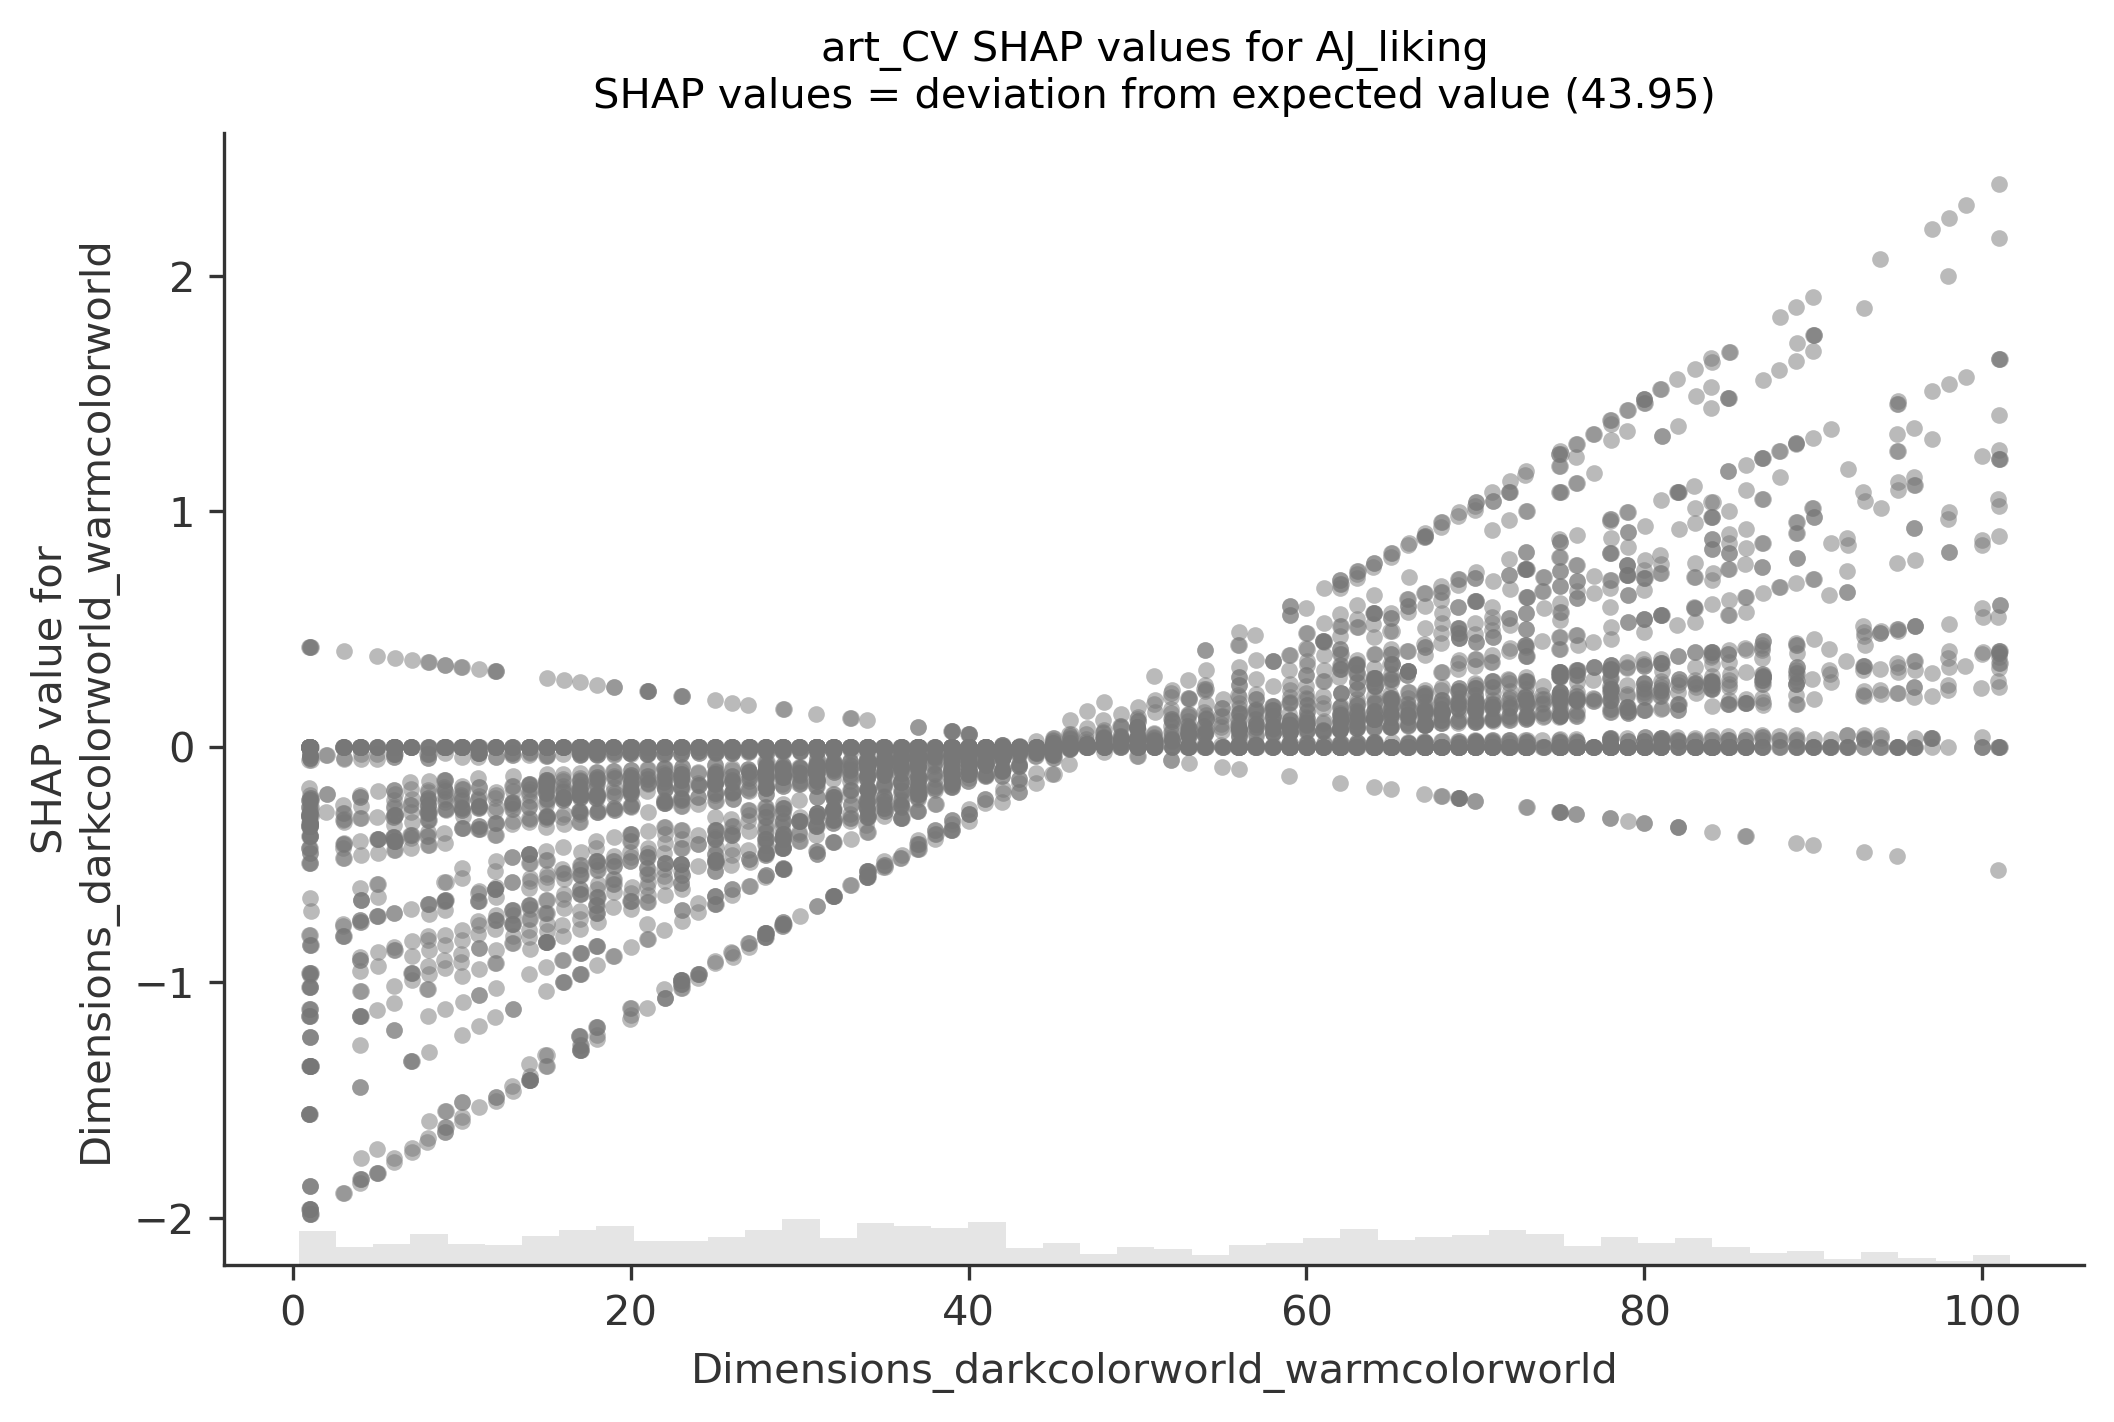 art_CV SHAP values for AJ_liking
SHAP values = deviation from expected value (43.95)
SHAP value for
Dimensions_darkcolorworld_warmcolorworld
2
1
0
−1
−2
0
20
40
60
80
100
Dimensions_darkcolorworld_warmcolorworld